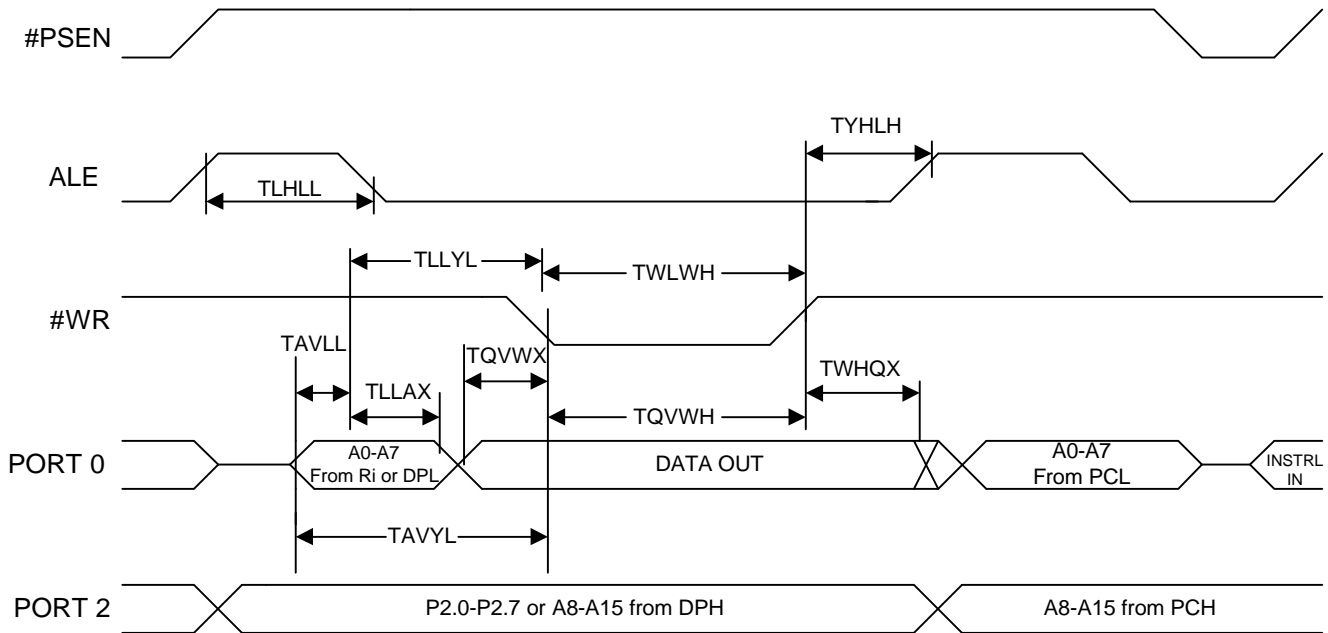 #PSEN
TYHLH
ALE
TLHLL
TLLYL
TWLWH
#WR
TAVLL
TQVWX
TWHQX
TLLAX
TQVWH
PORT 0
A0-A7
From Ri or DPL
DATA OUT
A0-A7
From PCL
INSTRL
IN
TAVYL
PORT 2
P2.0-P2.7 or A8-A15 from DPH
A8-A15 from PCH